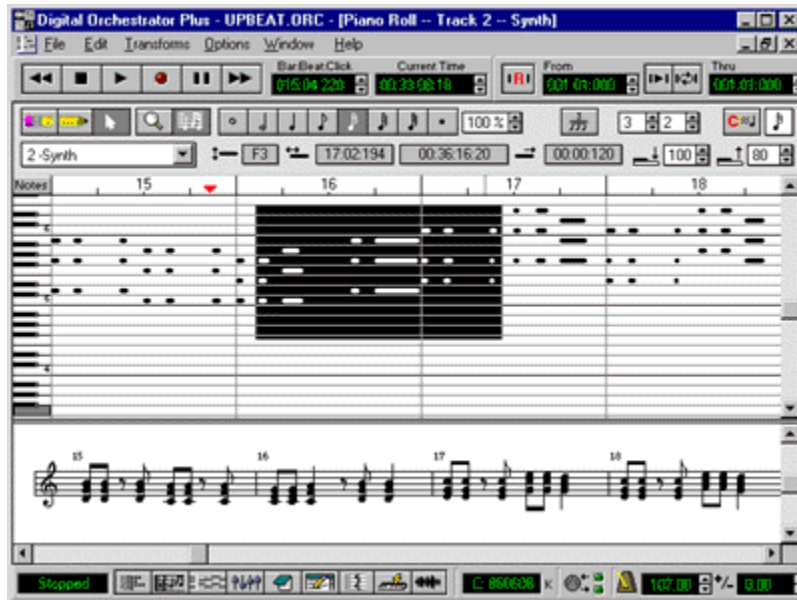 Digital Orchestrator Plus - UPBEAT.ORC - [Piano Roll -- Track 2 -- Synth]
File Edit Transforms Options Window Help
Bar:Beat:Click Current Time From Thru
015:04:220 00:33:06:18 R 001:01:000 001:01:000
100 % 3 2 C
2 -Synth F3 17:02:194 00:36:16:20 00:00:120 100 80
Notes 15 16 17 18
15 16 17 18
Stopped C: 850608 K 107.00 +/- 0.00